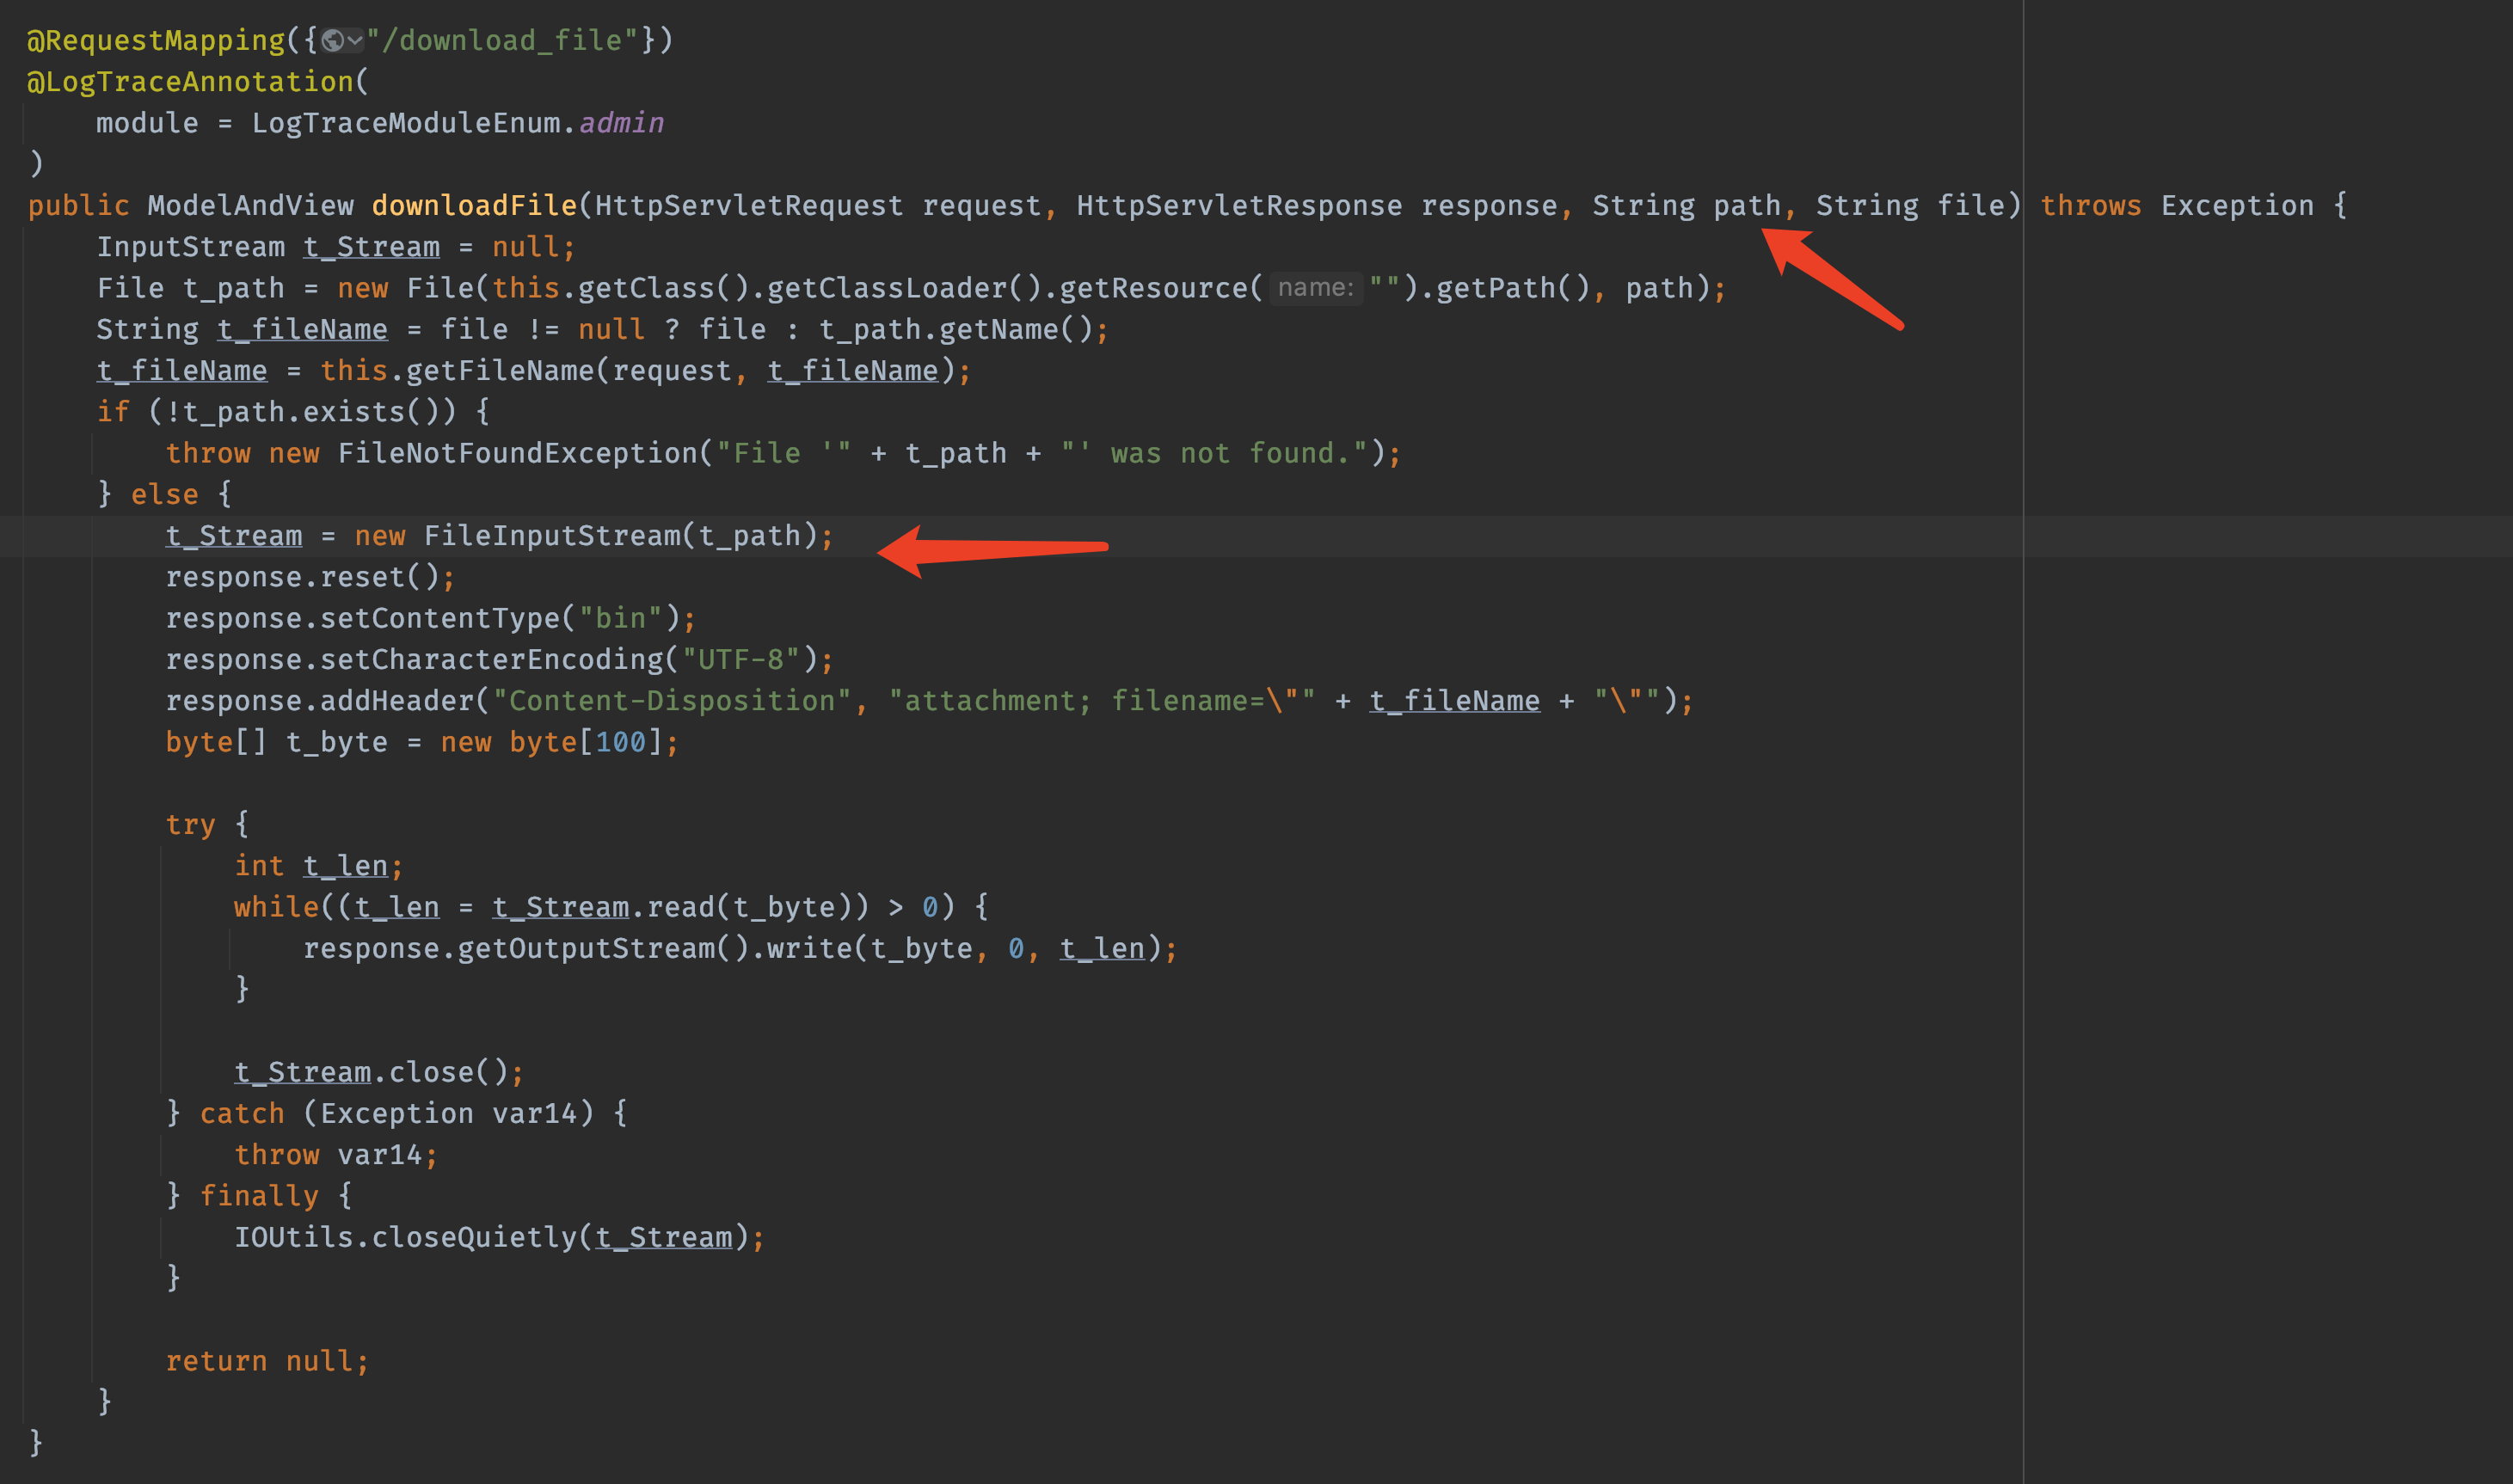 @RequestMapping({"/download_file"})
@LogTraceAnnotation(
    module = LogTraceModuleEnum.admin
)
public ModelAndView downloadFile(HttpServletRequest request, HttpServletResponse response, String path, String file) throws Exception {
    InputStream t_Stream = null;
    File t_path = new File(this.getClass().getClassLoader().getResource( name: "").getPath(), path);
    String t_fileName = file != null ? file : t_path.getName();
    t_fileName = this.getFileName(request, t_fileName);
    if (!t_path.exists()) {
        throw new FileNotFoundException("File '" + t_path + "' was not found.");
    } else {
        t_Stream = new FileInputStream(t_path);
        response.reset();
        response.setContentType("bin");
        response.setCharacterEncoding("UTF-8");
        response.addHeader("Content-Disposition", "attachment; filename=\"" + t_fileName + "\"");
        byte[] t_byte = new byte[100];

        try {
            int t_len;
            while((t_len = t_Stream.read(t_byte)) > 0) {
                response.getOutputStream().write(t_byte, 0, t_len);
            }

            t_Stream.close();
        } catch (Exception var14) {
            throw var14;
        } finally {
            IOUtils.closeQuietly(t_Stream);
        }

        return null;
    }
}